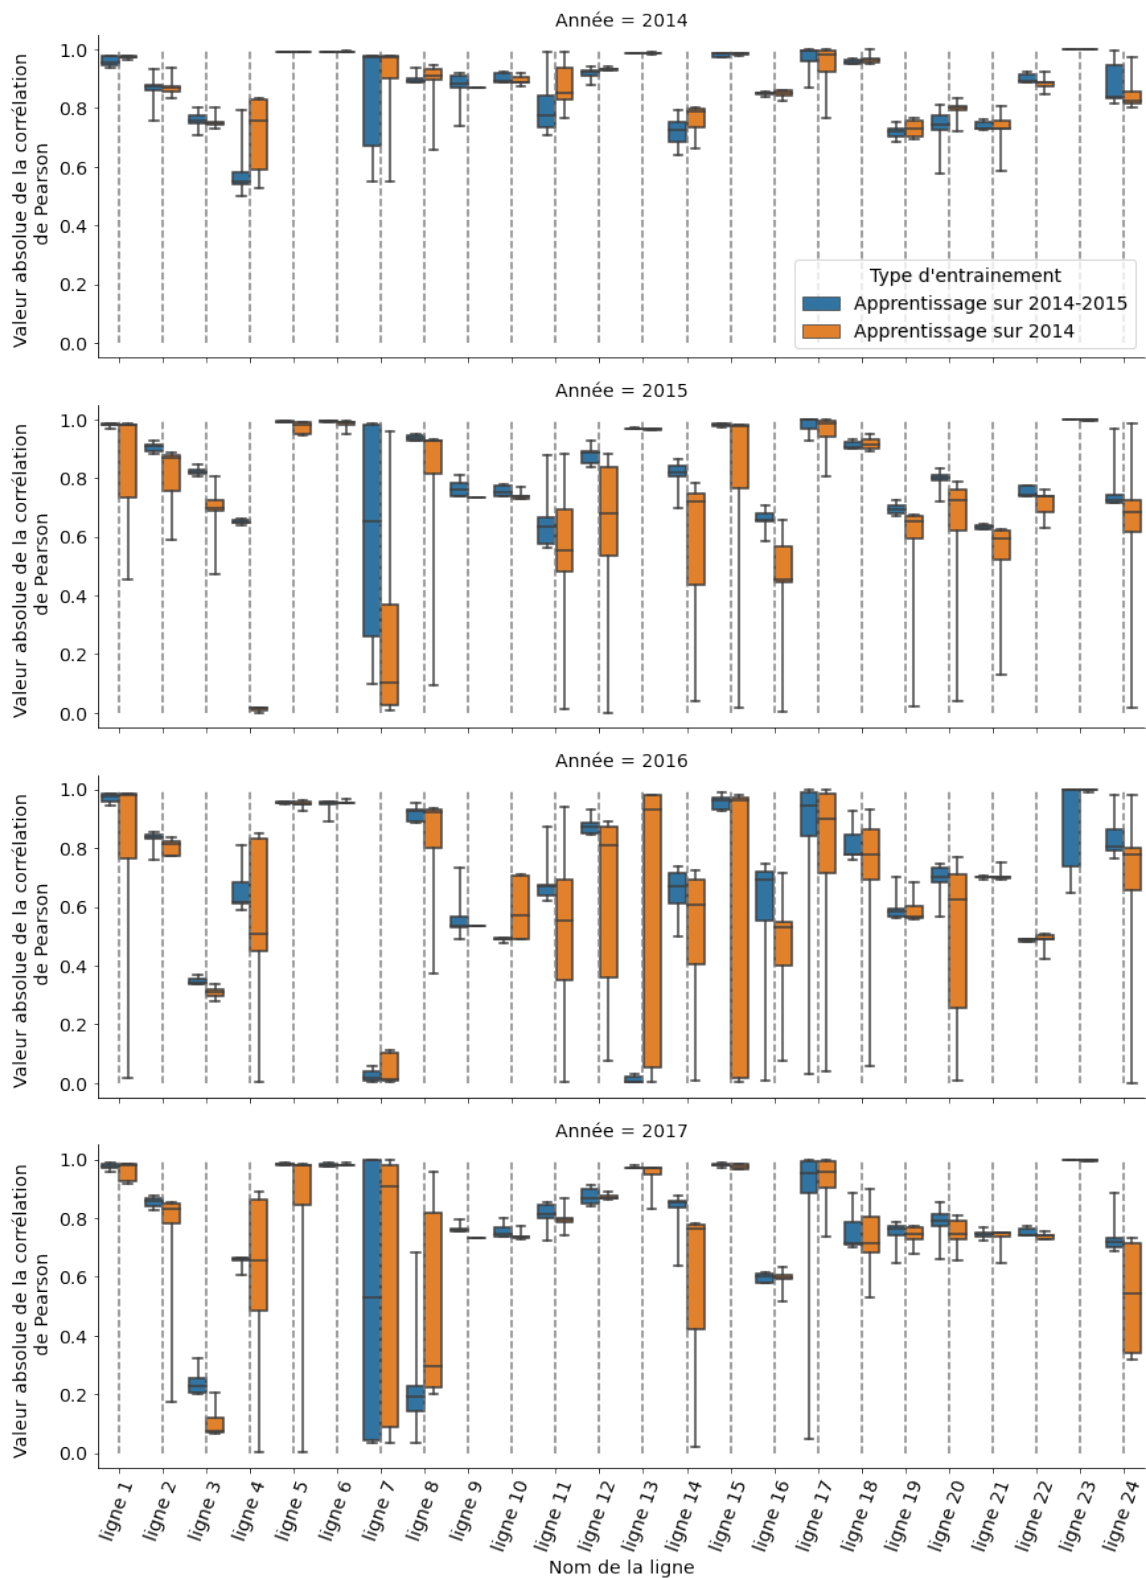 Année = 2014
Valeur absolue de la corrélation
de Pearson
1.0
0.8
0.6
0.4
0.2
0.0
Type d'entrainement
Apprentissage sur 2014-2015
Apprentissage sur 2014
Année = 2015
Valeur absolue de la corrélation
de Pearson
1.0
0.8
0.6
0.4
0.2
0.0
Année = 2016
Valeur absolue de la corrélation
de Pearson
1.0
0.8
0.6
0.4
0.2
0.0
Année = 2017
Valeur absolue de la corrélation
de Pearson
1.0
0.8
0.6
0.4
0.2
0.0
ligne 1
ligne 2
ligne 3
ligne 4
ligne 5
ligne 6
ligne 7
ligne 8
ligne 9
ligne 10
ligne 11
ligne 12
ligne 13
ligne 14
ligne 15
ligne 16
ligne 17
ligne 18
ligne 19
ligne 20
ligne 21
ligne 22
ligne 23
ligne 24
Nom de la ligne